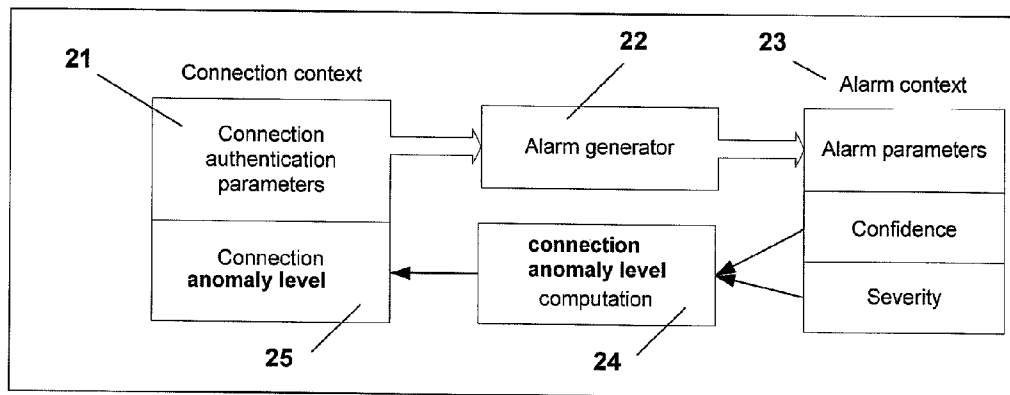 21
22
23
Connection context
Alarm context
Connection
authentication
parameters
Alarm generator
Alarm parameters
Connection
anomaly level
connection
anomaly level
computation
Confidence
Severity
25
24